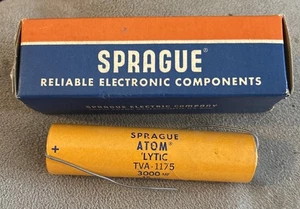 SPRAGUE®
RELIABLE ELECTRONIC COMPONENTS
SPRAGUE ELECTRIC COMPANY
+
SPRAGUE
ATOM®
'LYTIC
TVA-1175
3000